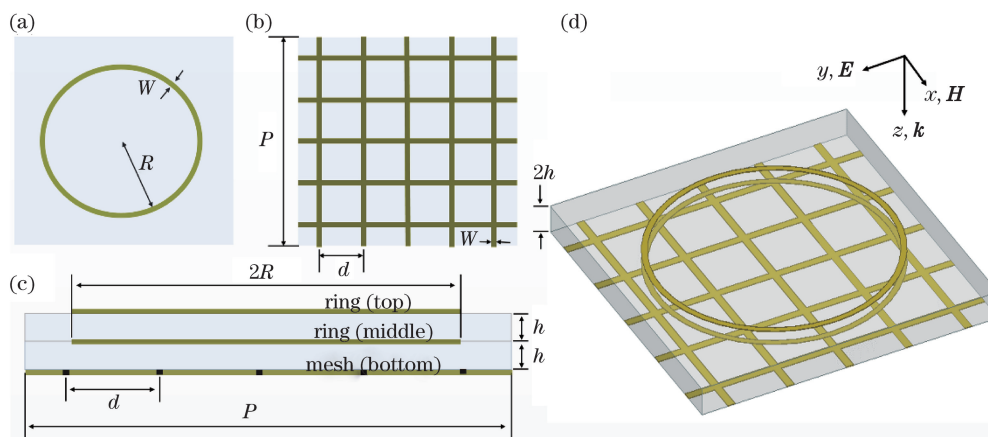 (a)
W
R
(b)
P
W
d
(c)
2R
ring (top)
ring (middle)
mesh (bottom)
h
h
d
P
(d)
y, E
x, H
z, k
2h